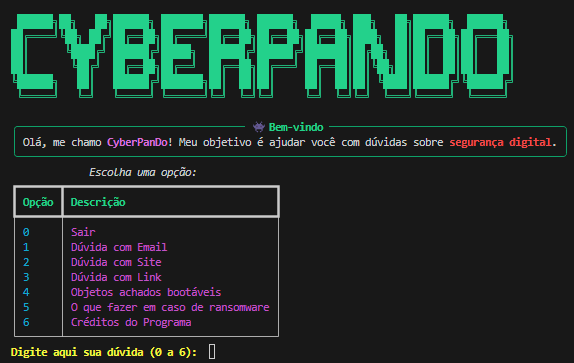 CYBERPANDO
Bem-vindo
Olá, me chamo CyberPanDo! Meu objetivo é ajudar você com dúvidas sobre segurança digital.
Escolha uma opção:
Opção Descrição
0 Sair
1 Dúvida com Email
2 Dúvida com Site
3 Dúvida com Link
4 Objetos achados bootáveis
5 O que fazer em caso de ransomware
6 Créditos do Programa
Digite aqui sua dúvida (0 a 6):